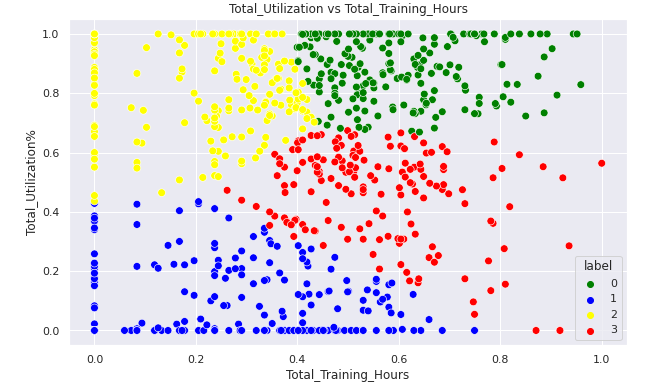 Total_Utilization vs Total_Training_Hours
Total_Utilization%
1.0
0.8
0.6
0.4
0.2
0.0
0.0 0.2 0.4 0.6 0.8 1.0
Total_Training_Hours
label
0
1
2
3